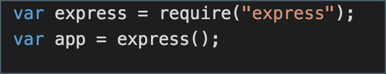 var express = require("express");
var app = express();